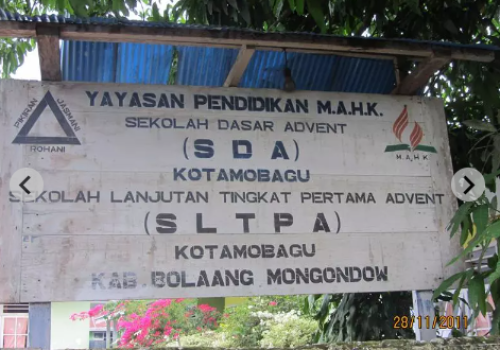 YAYASAN PENDIDIKAN M.A.H.K.
PIKIRAN
JASMANI
ROHANI
SEKOLAH DASAR ADVENT
(SDA)
M.A.H.K
KOTAMOBAGU
SEKOLAH LANJUTAN TINGKAT PERTAMA ADVENT
(SLTPA)
KOTAMOBAGU
KAB. BOLAANG MONGONDOW
28/11/2011